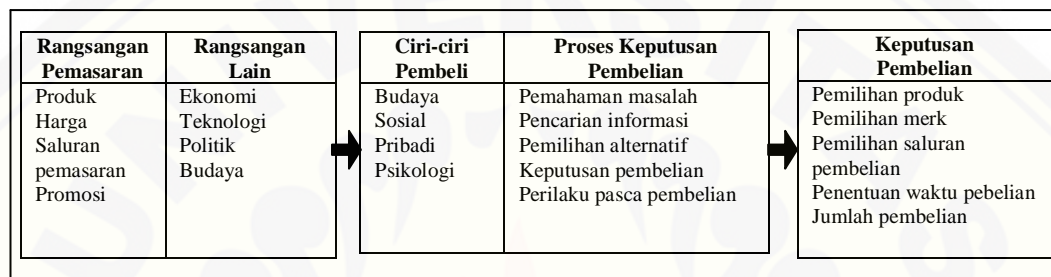 Rangsangan
Pemasaran
Produk
Harga
Saluran
pemasaran
Promosi
Rangsangan
Lain
Ekonomi
Teknologi
Politik
Budaya
Ciri-ciri
Pembeli
Budaya
Sosial
Pribadi
Psikologi
Proses Keputusan
Pembelian
Pemahaman masalah
Pencarian informasi
Pemilihan alternatif
Keputusan pembelian
Perilaku pasca pembelian
Keputusan
Pembelian
Pemilihan produk
Pemilihan merk
Pemilihan saluran
pembelian
Penentuan waktu pebelian
Jumlah pembelian